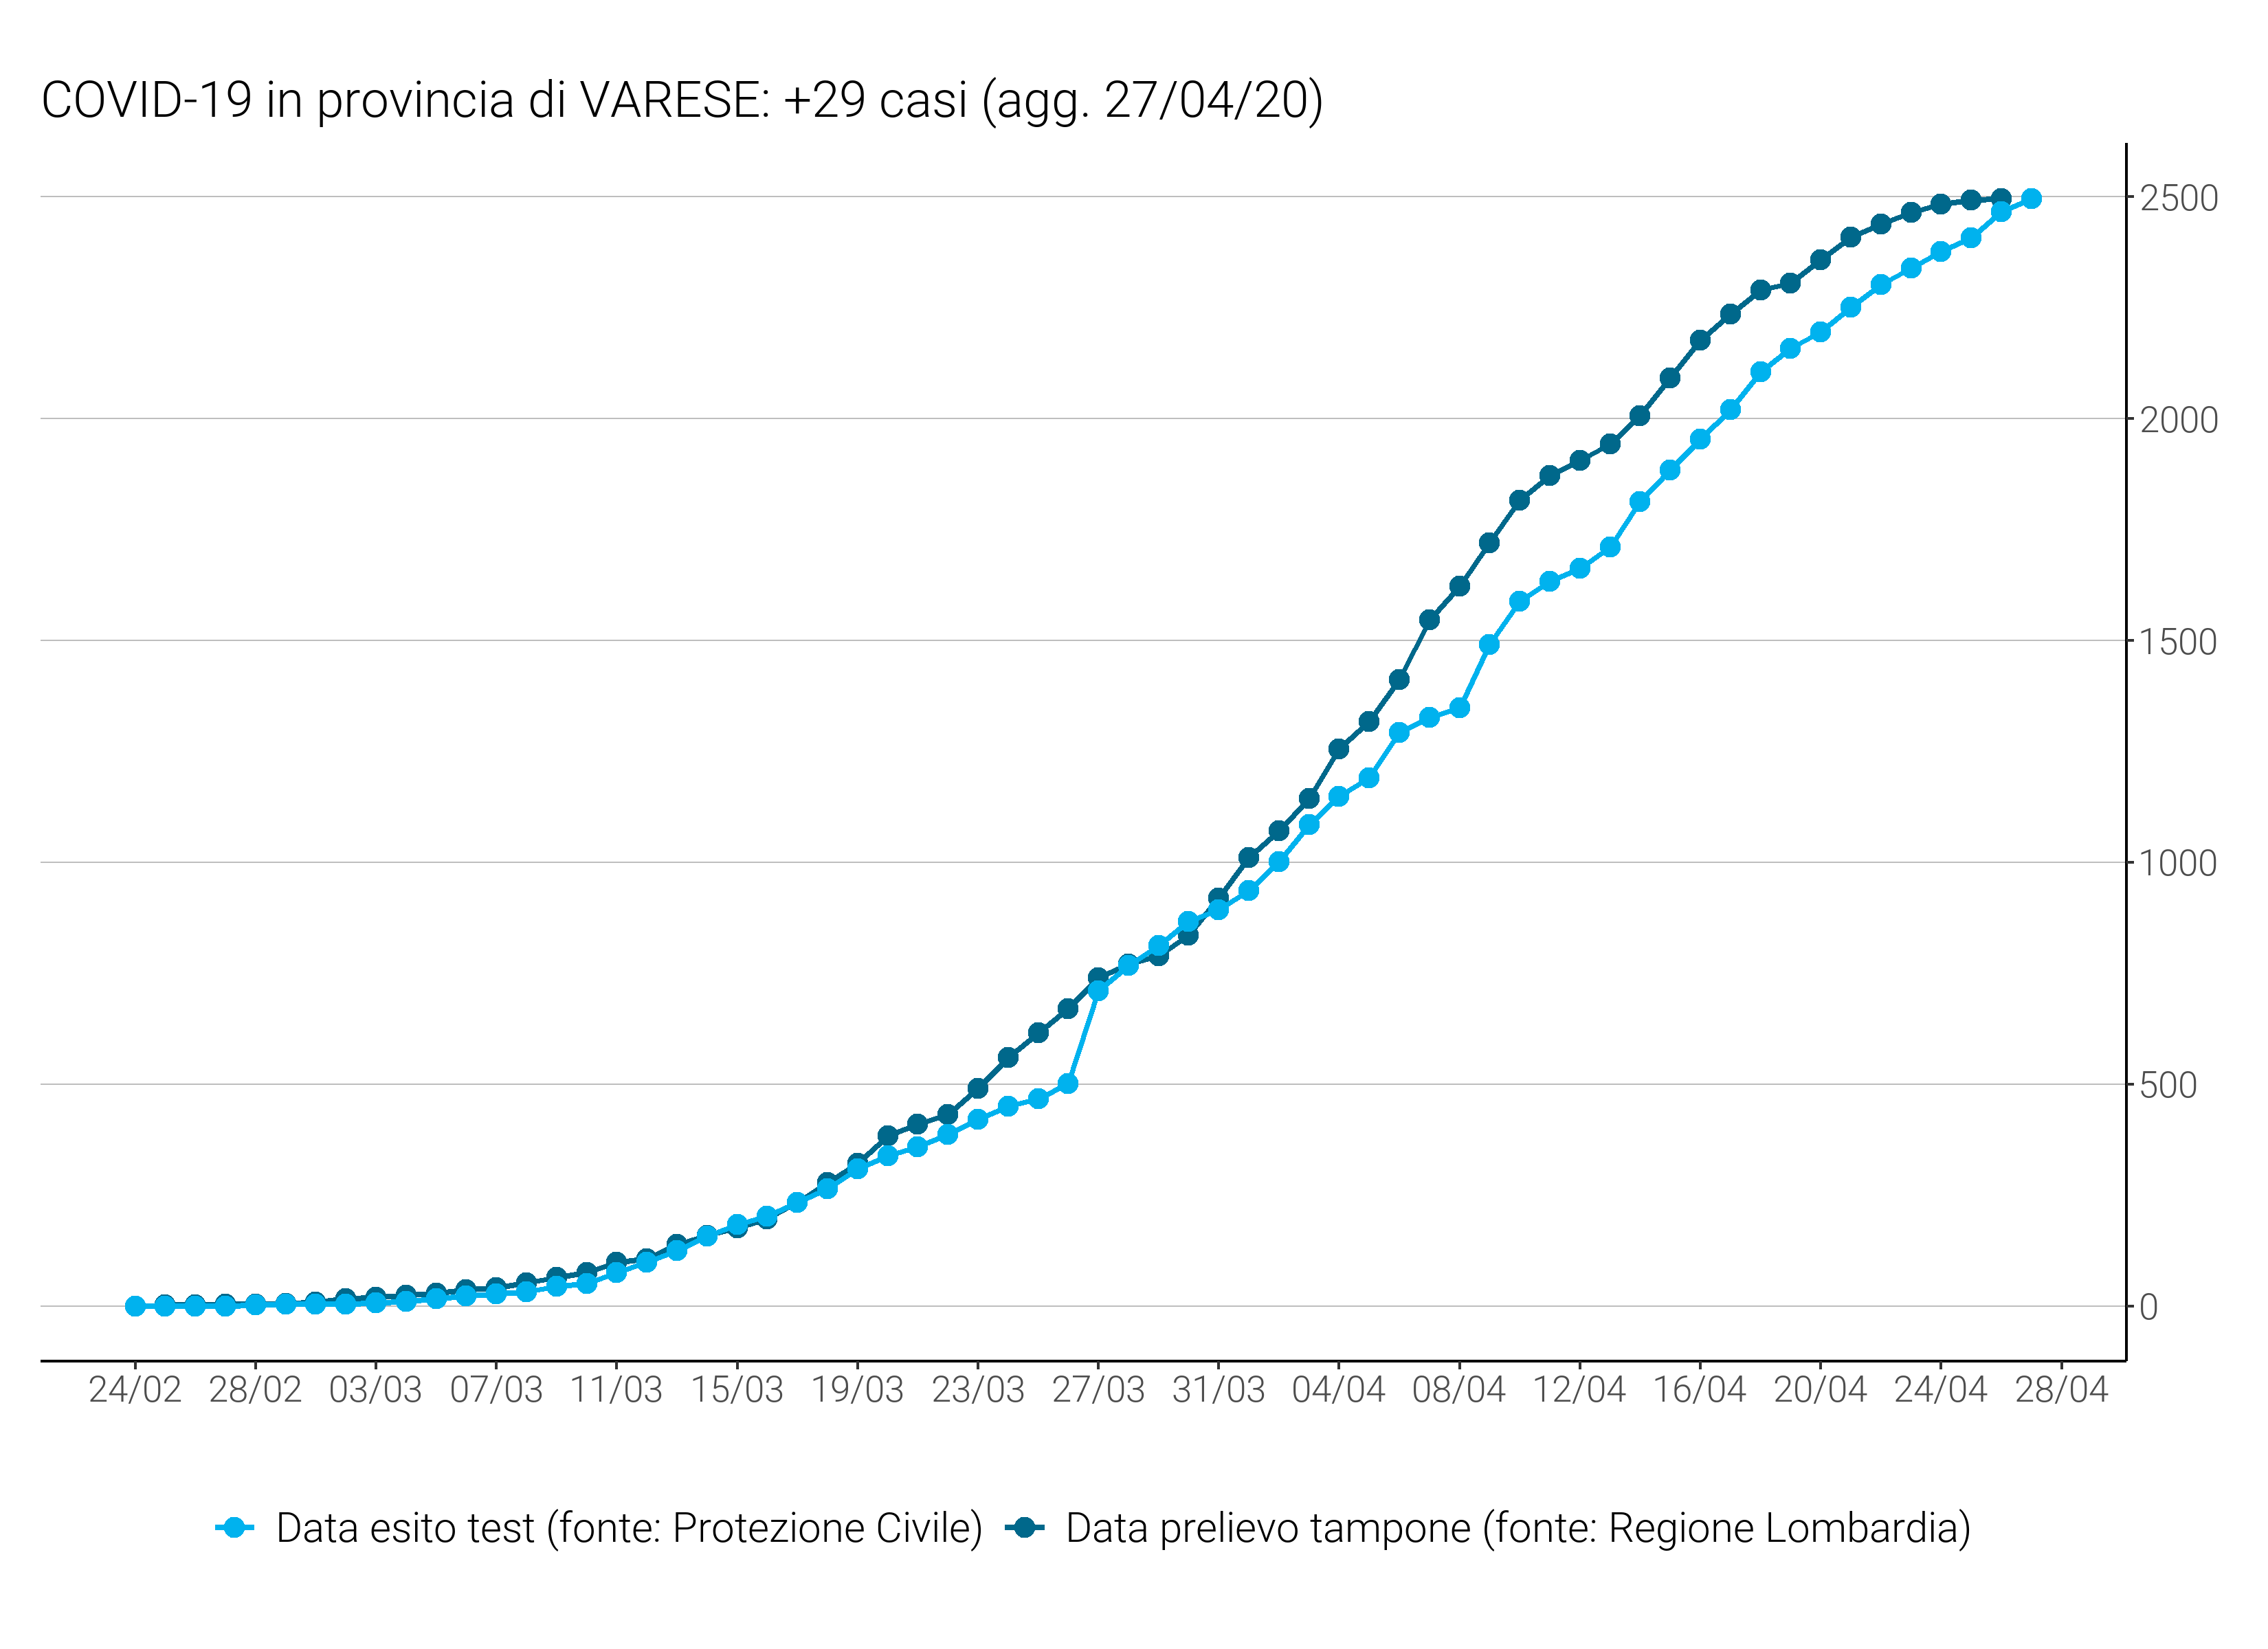 COVID-19 in provincia di VARESE: +29 casi (agg. 27/04/20)
2500
2000
1500
1000
500
0
24/02 28/02 03/03 07/03 11/03 15/03 19/03 23/03 27/03 31/03 04/04 08/04 12/04 16/04 20/04 24/04 28/04
Data esito test (fonte: Protezione Civile) Data prelievo tampone (fonte: Regione Lombardia)